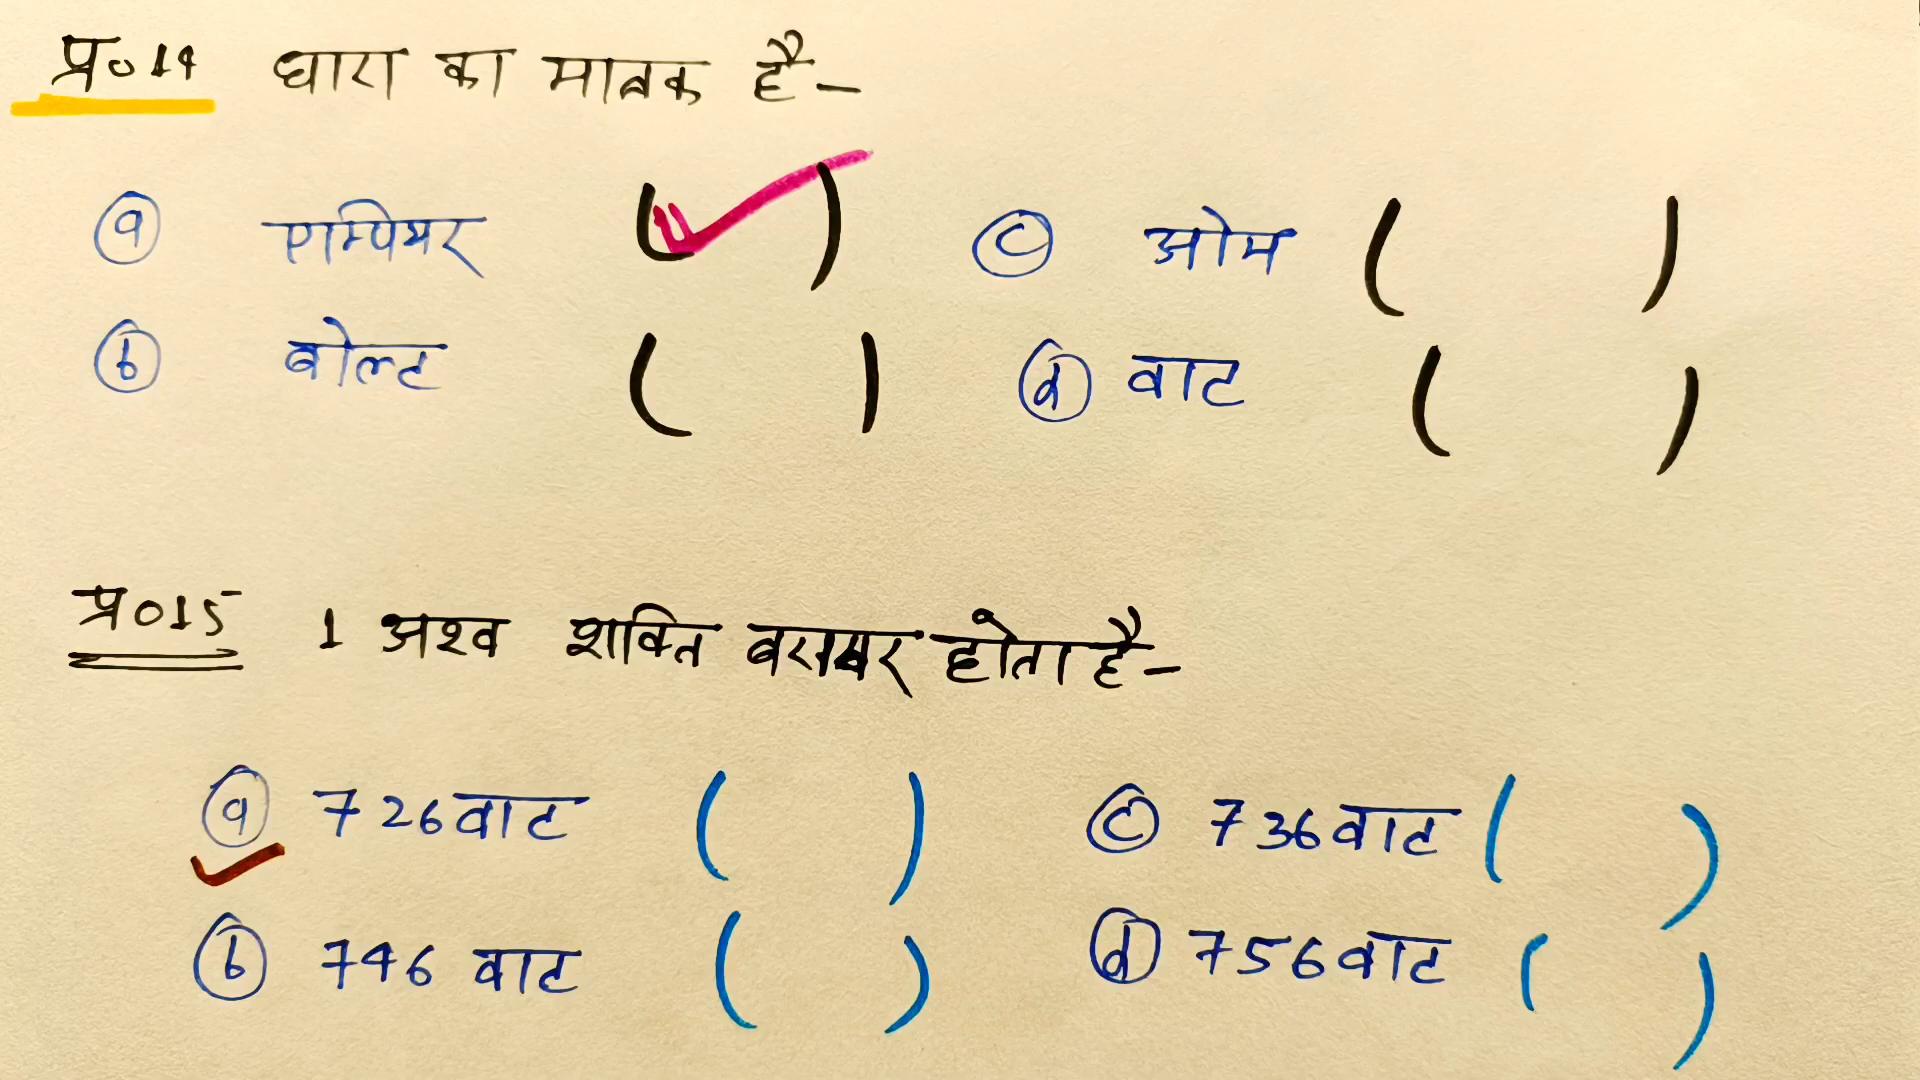 प्र०14 धारा का मात्रक है-
(a) एम्पियर (✓) (c) ओम ( )
(b) बोल्ट ( ) (d) वाट ( )
प्र०15 1 अश्व शक्ति बराबर होता है-
(a) 726 वाट ( ) (c) 736 वाट ( )
(b) 746 वाट ( ) (d) 756 वाट ( )